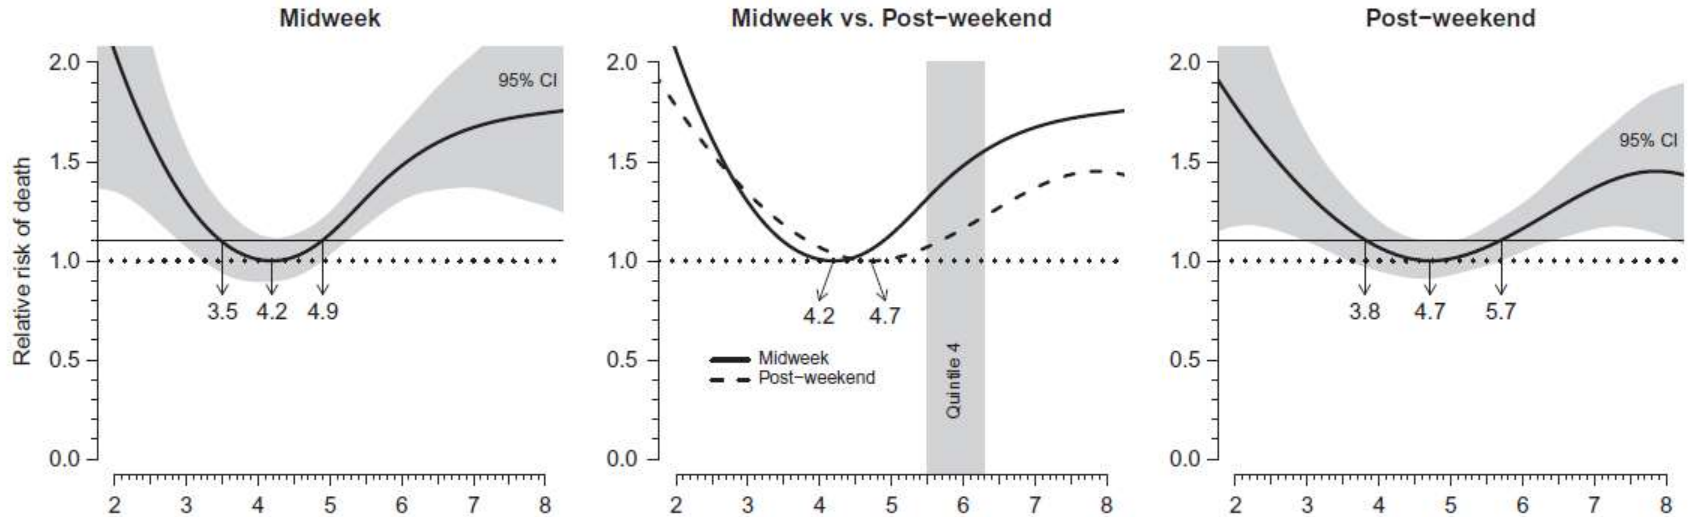 Midweek
2.0
1.5
1.0
0.5
0.0
Relative risk of death
95% CI
3.5 4.2 4.9
2 3 4 5 6 7 8
Midweek vs. Post-weekend
2.0
1.5
1.0
0.5
0.0
4.2 4.7
Midweek
Post-weekend
Quintile 4
2 3 4 5 6 7 8
Post-weekend
2.0
1.5
1.0
0.5
0.0
95% CI
3.8 4.7 5.7
2 3 4 5 6 7 8